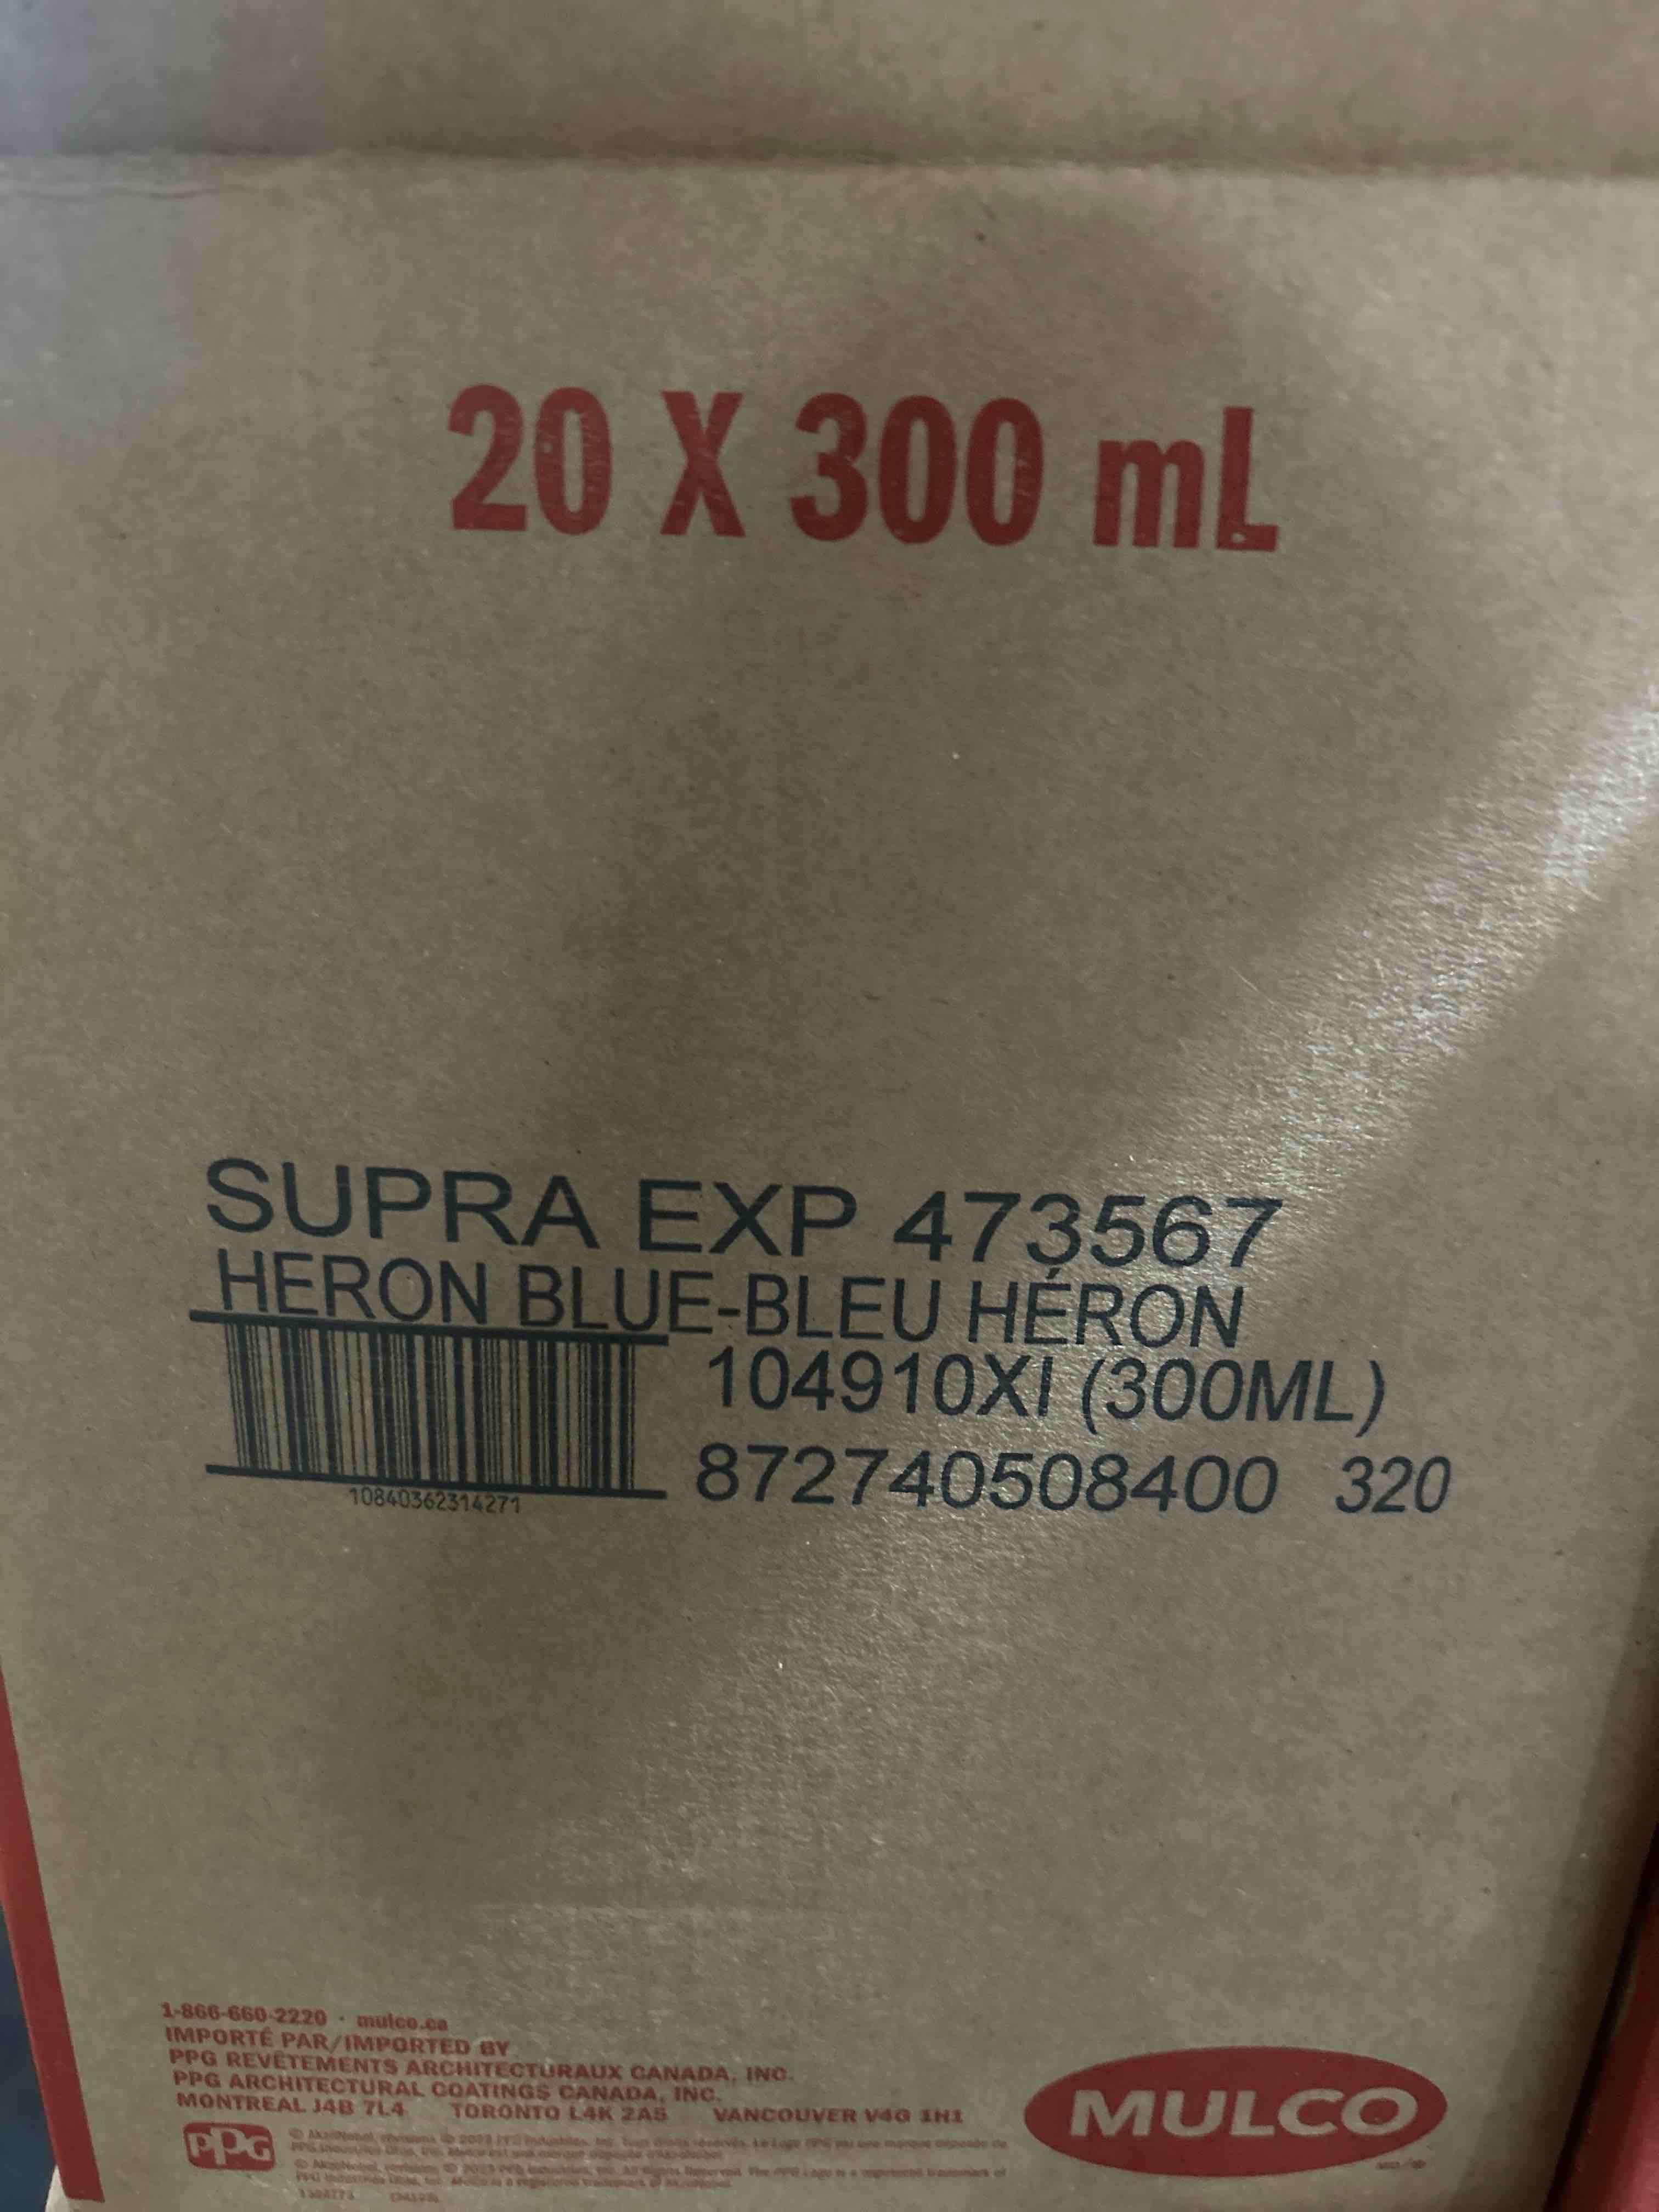 20 X 300 mL
SUPRA EXP 473567
HERON BLUE-BLEU HÉRON
104910XI (300ML)
872740508400 320
10840362314271
1-866-660-2220 · mulco.ca
IMPORTÉ PAR/IMPORTED BY
PPG REVÊTEMENTS ARCHITECTURAUX CANADA, INC.
PPG ARCHITECTURAL COATINGS CANADA, INC.
MONTREAL J4B 7L4 TORONTO L4K 2A5 VANCOUVER V4G 1H1
PPG
MULCO